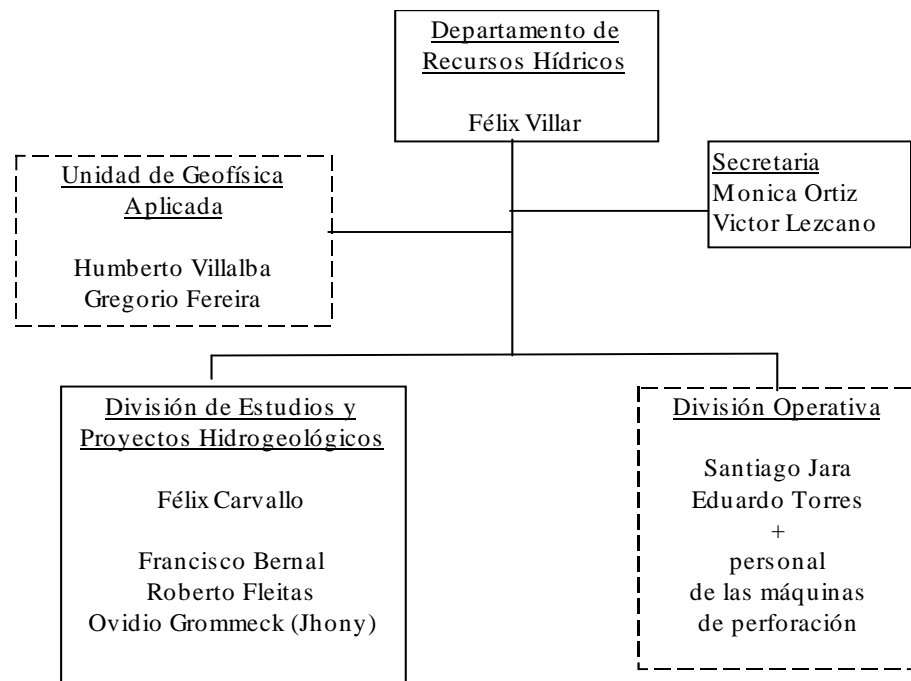 Departamento de
Recursos Hídricos
Félix Villar
Unidad de Geofísica
Aplicada
Humberto Villalba
Gregorio Fereira
Secretaria
Monica Ortiz
Victor Lezcano
División de Estudios y
Proyectos Hidrogeológicos
Félix Carvallo
Francisco Bernal
Roberto Fleitas
Ovidio Grommeck (Jhony)
División Operativa
Santiago Jara
Eduardo Torres
+
personal
de las máquinas
de perforación